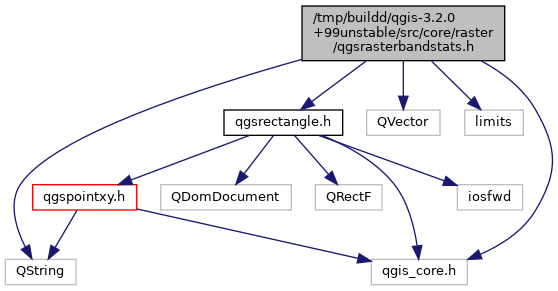 /tmp/buildd/qgis-3.2.0
+99unstable/src/core/raster
/qgsrasterbandstats.h
qgsrectangle.h
QVector
limits
qgspointxy.h
QDomDocument
QRectF
iosfwd
QString
qgis_core.h